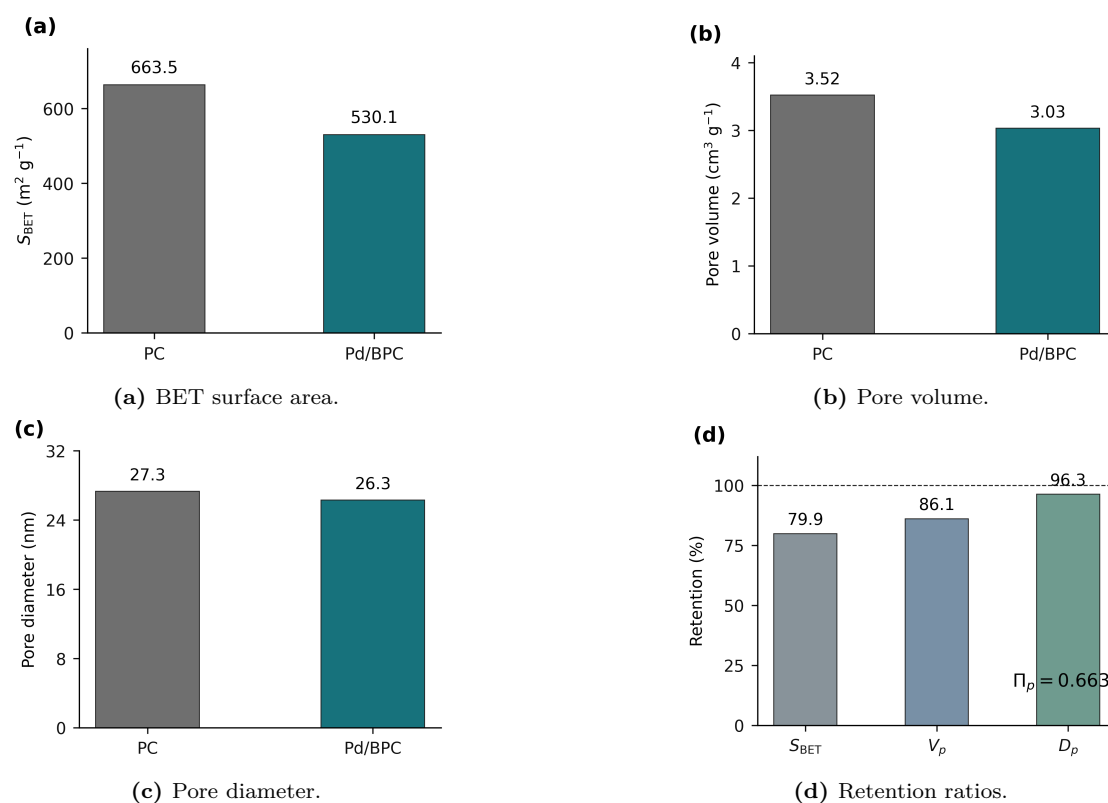 (a)
663.5
530.1
600
400
200
0
S_BET (m² g⁻¹)
PC
Pd/BPC
(a) BET surface area.
(b)
3.52
3.03
4
3
2
1
0
Pore volume (cm³ g⁻¹)
PC
Pd/BPC
(b) Pore volume.
(c)
27.3
26.3
32
24
16
8
0
Pore diameter (nm)
PC
Pd/BPC
(c) Pore diameter.
(d)
96.3
86.1
79.9
100
75
50
25
0
Retention (%)
Π_p = 0.663
S_BET
V_p
D_p
(d) Retention ratios.